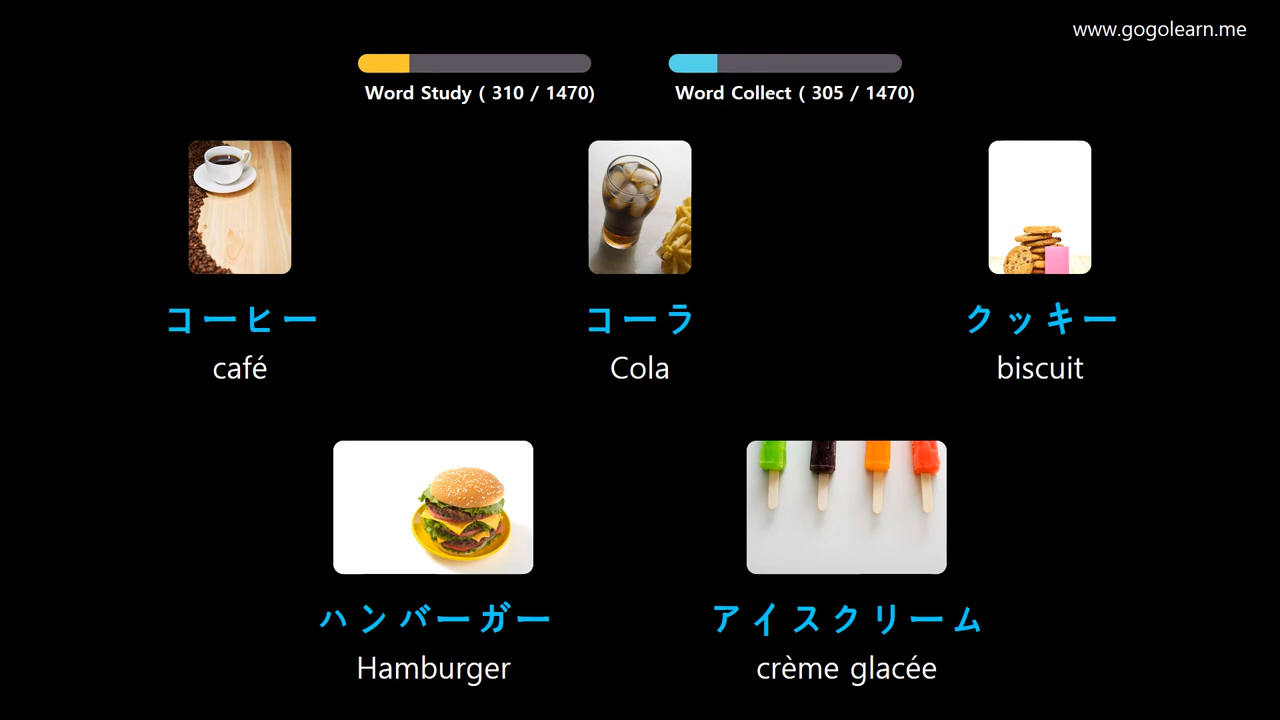 www.gogolearn.me
Word Study ( 310 / 1470)
Word Collect ( 305 / 1470)
コーヒー
café
コーラ
Cola
クッキー
biscuit
ハンバーガー
Hamburger
アイスクリーム
crème glacée